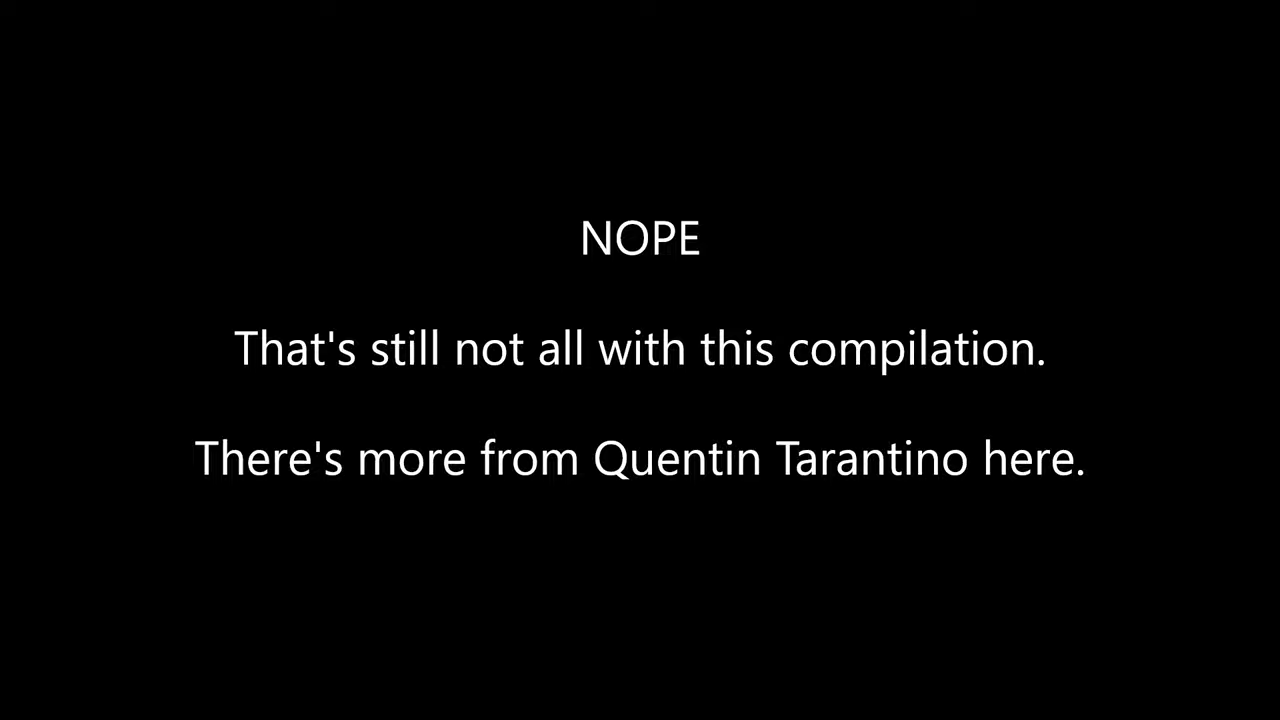 NOPE
That's still not all with this compilation.
There's more from Quentin Tarantino here.